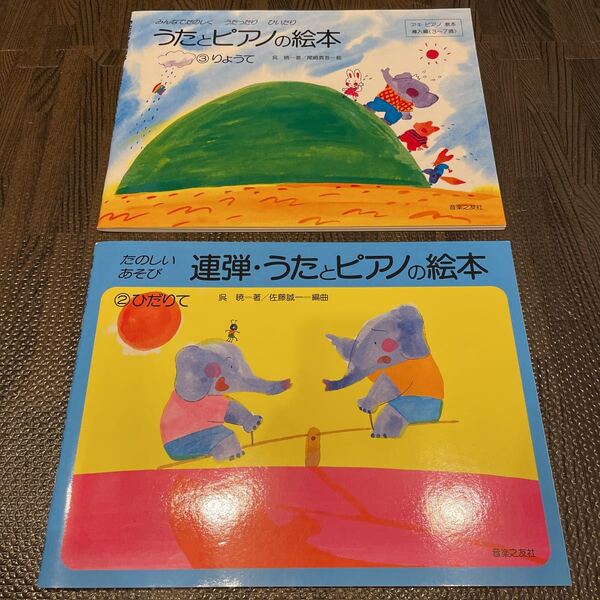 みんなでたのしく うたったり ひいたり
うたとピアノの絵本
③りょうて
呉 暁=著/尾崎真吾=絵
アキ ピアノ 教本
導入編(3〜7歳)
音楽之友社
たのしい
あそび
連弾・うたとピアノの絵本
②ひだりて
呉 暁=著/佐藤誠一=編曲
音楽之友社